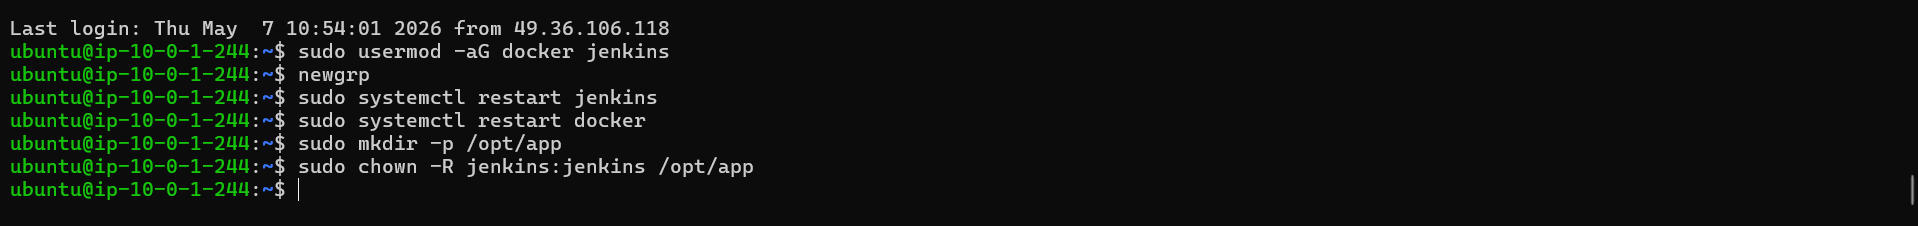 Last login: Thu May  7 10:54:01 2026 from 49.36.106.118
ubuntu@ip-10-0-1-244:~$ sudo usermod -aG docker jenkins
ubuntu@ip-10-0-1-244:~$ newgrp
ubuntu@ip-10-0-1-244:~$ sudo systemctl restart jenkins
ubuntu@ip-10-0-1-244:~$ sudo systemctl restart docker
ubuntu@ip-10-0-1-244:~$ sudo mkdir -p /opt/app
ubuntu@ip-10-0-1-244:~$ sudo chown -R jenkins:jenkins /opt/app
ubuntu@ip-10-0-1-244:~$